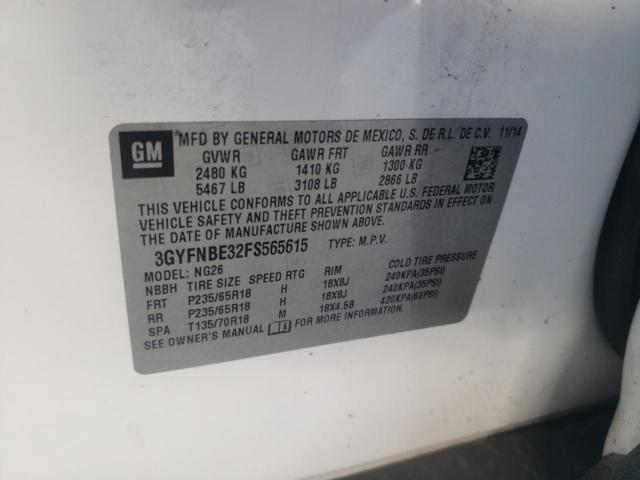 GM
MFD BY GENERAL MOTORS DE MEXICO, S. DE R.L. DE C.V. 11/14
GVWR GAWR FRT GAWR RR
2480 KG 1410 KG 1300 KG
5467 LB 3108 LB 2866 LB
THIS VEHICLE CONFORMS TO ALL APPLICABLE U.S. FEDERAL MOTOR
VEHICLE SAFETY AND THEFT PREVENTION STANDARDS IN EFFECT
ON THE DATE OF MANUFACTURE SHOWN ABOVE.
3GYFNBE32FS565615 TYPE: M.P.V.
MODEL: NG26
NBBH TIRE SIZE SPEED RTG RIM COLD TIRE PRESSURE
FRT P235/65R18 H 18X8J 240KPA(35PSI)
RR P235/65R18 H 18X8J 240KPA(35PSI)
SPA T135/70R18 M 18X4.5B 420KPA(60PSI)
SEE OWNER'S MANUAL FOR MORE INFORMATION.